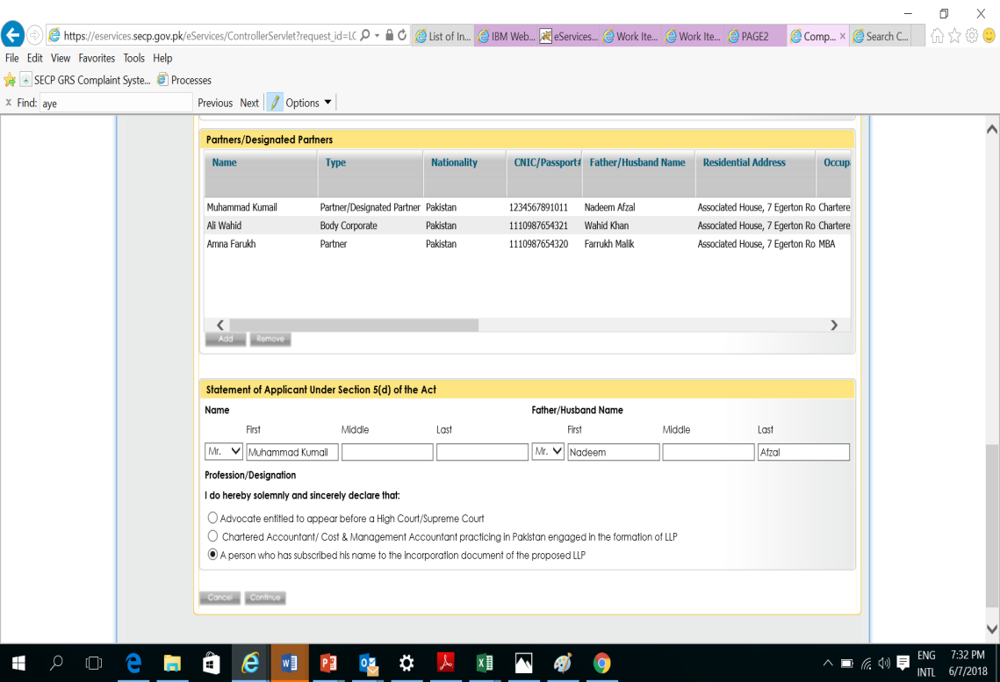 https://eservices.secp.gov.pk/eServices/ControllerServlet?request_id=LC
List of In... IBM Web... eServices... Work Ite... Work Ite... PAGE2 Comp... × Search C...
File Edit View Favorites Tools Help
SECP GRS Complaint Syste... Processes
x Find: aye Previous Next Options
Partners/Designated Partners
Name Type Nationality CNIC/Passport# Father/Husband Name Residential Address Occup
Muhammad Kumail Partner/Designated Partner Pakistan 1234567891011 Nadeem Afzal Associated House, 7 Egerton Ro Chartere
Ali Wahid Body Corporate Pakistan 1110987654321 Wahid Khan Associated House, 7 Egerton Ro Chartere
Amna Farukh Partner Pakistan 1110987654320 Farrukh Malik Associated House, 7 Egerton Ro MBA
Add Remove
Statement of Applicant Under Section 5(d) of the Act
Name Father/Husband Name
First Middle Last First Middle Last
Mr. Muhammad Kumail Mr. Nadeem Afzal
Profession/Designation
I do hereby solemnly and sincerely declare that:
Advocate entitled to appear before a High Court/Supreme Court
Chartered Accountant/ Cost & Management Accountant practicing in Pakistan engaged in the formation of LLP
A person who has subscribed his name to the incorporation document of the proposed LLP
Cancel Continue
ENG 7:32 PM
INTL 6/7/2018